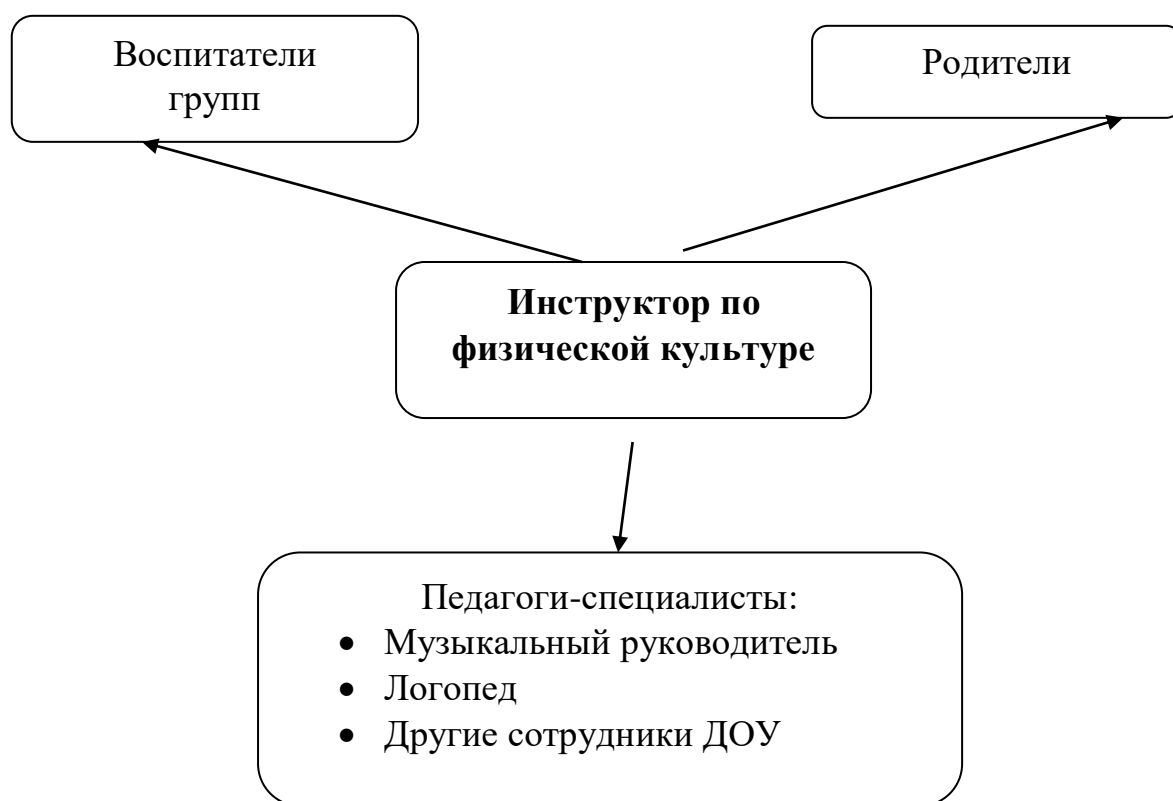 Воспитатели
групп
Родители
Инструктор по
физической культуре
Педагоги-специалисты:
• Музыкальный руководитель
• Логопед
• Другие сотрудники ДОУ